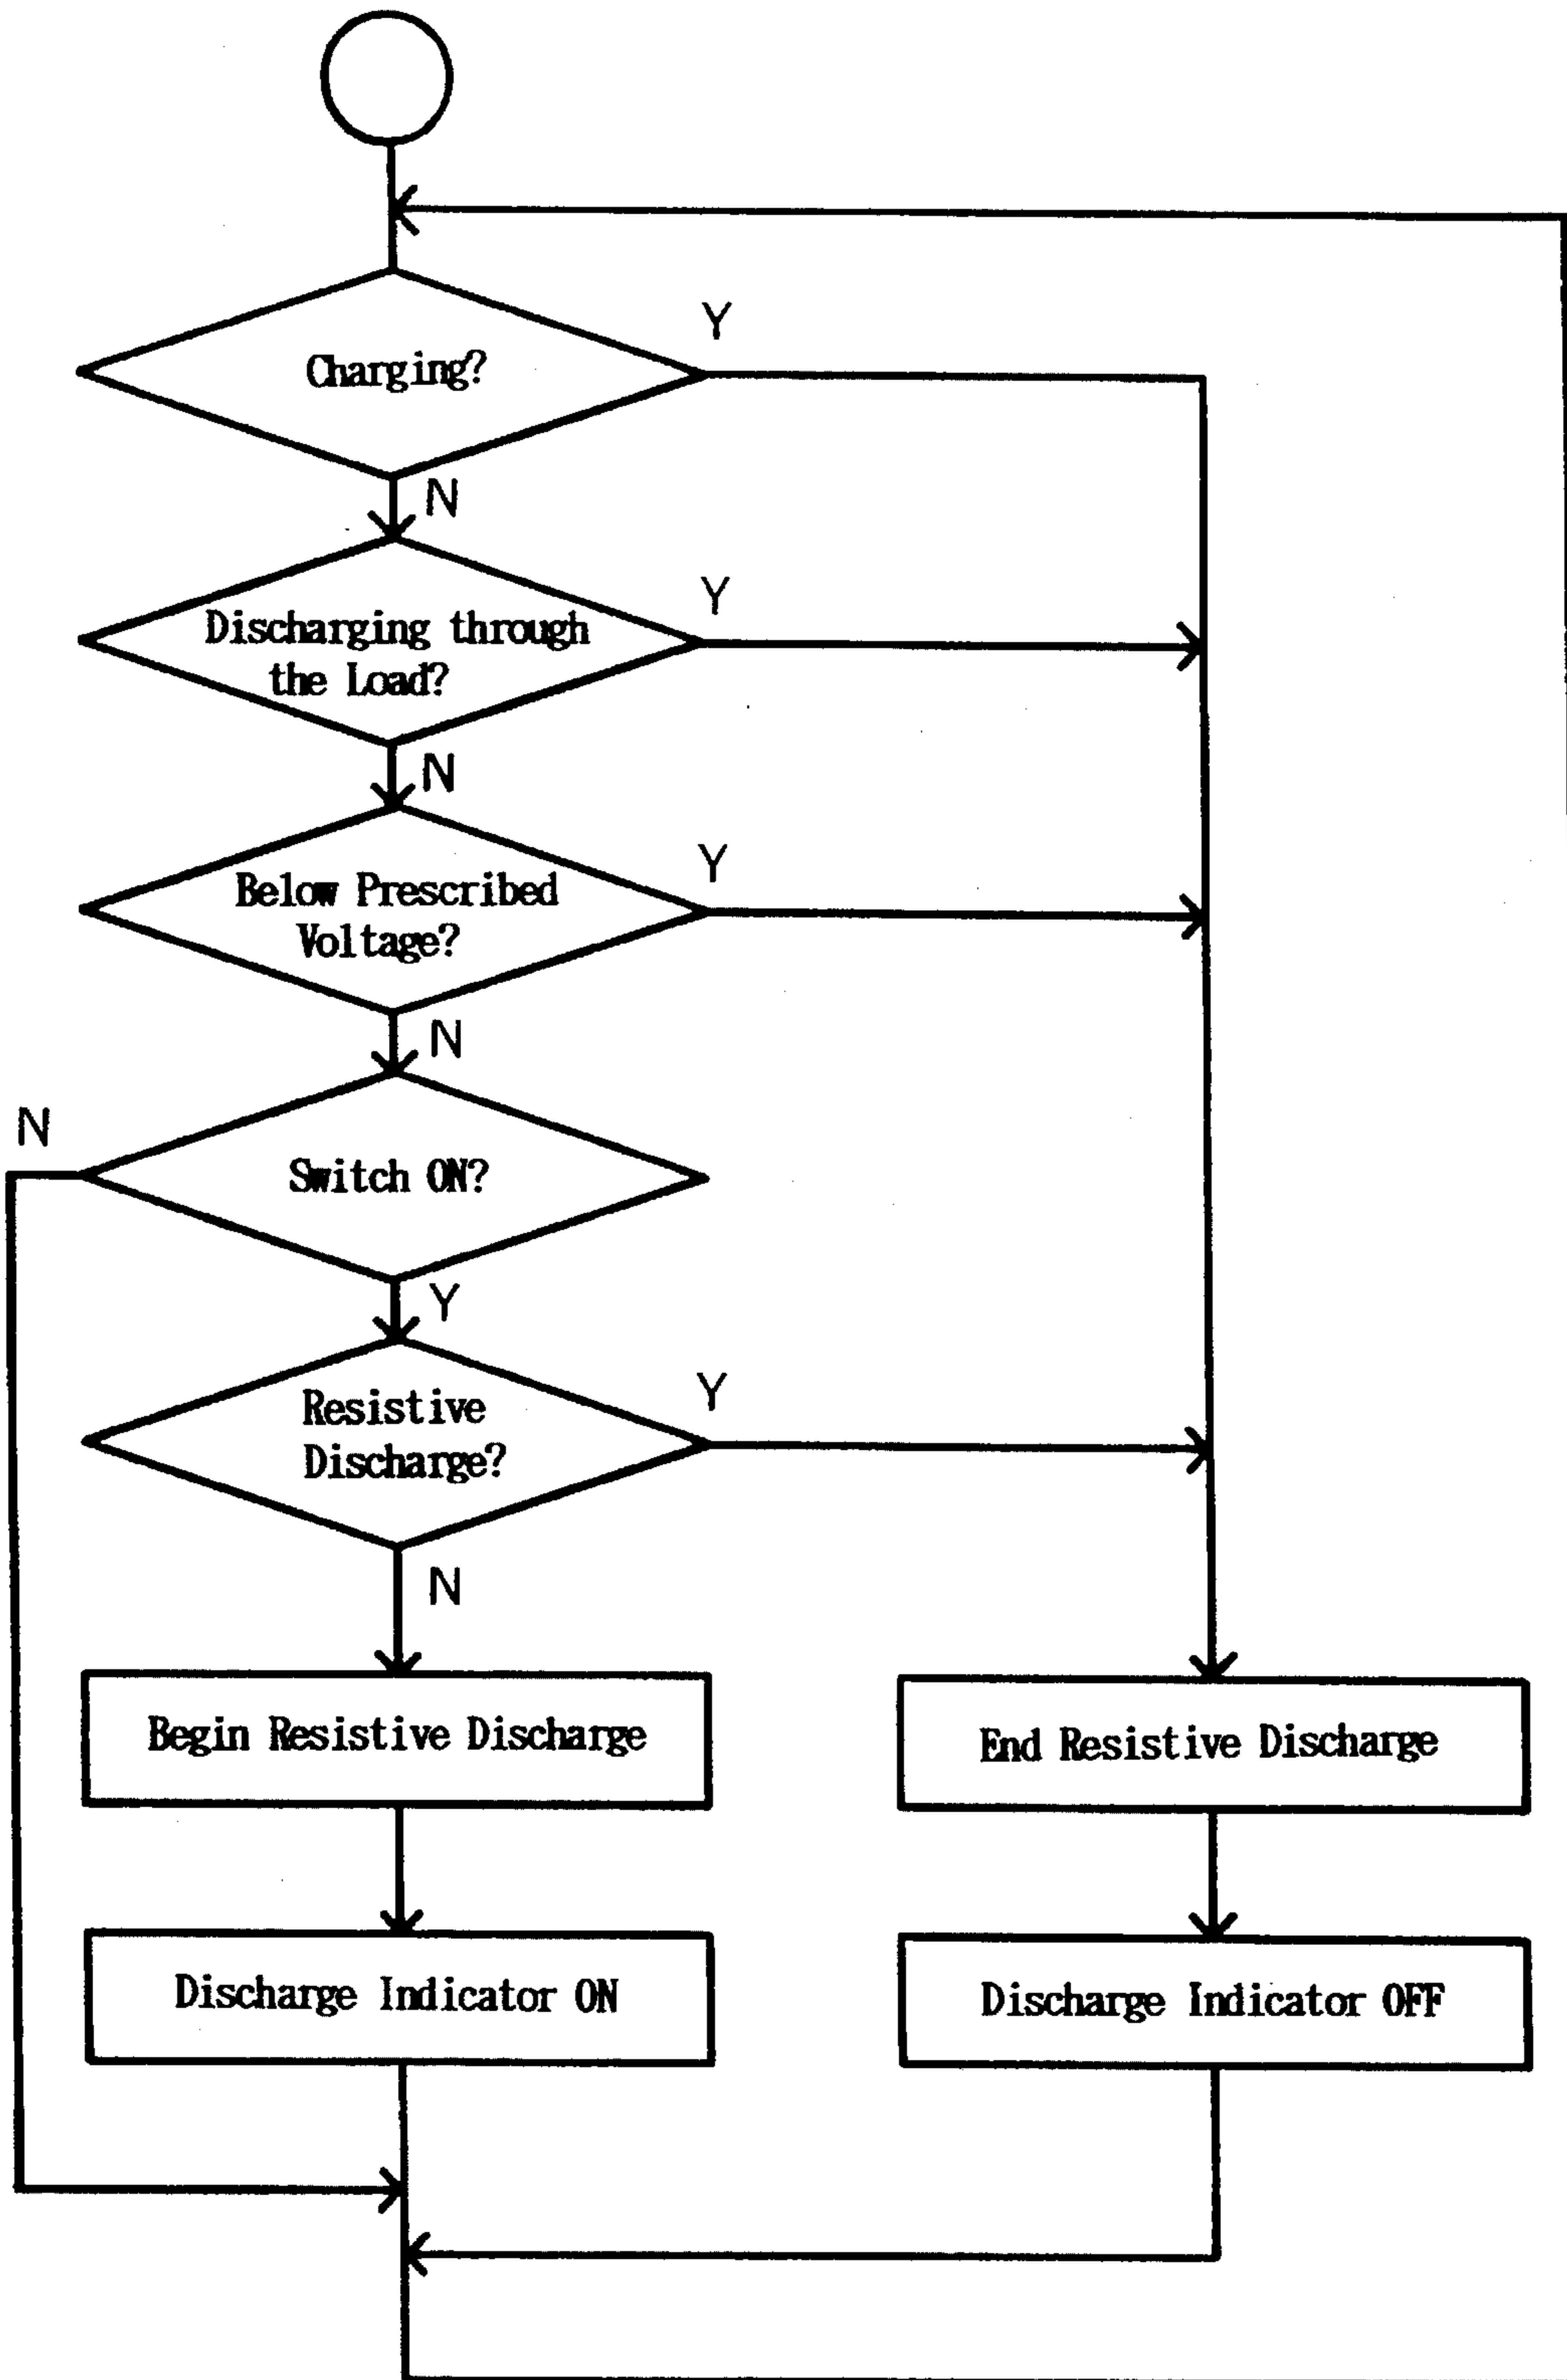 Y
Charging?
N
Y
Discharging through
the Load?
N
Y
Below Prescribed
Voltage?
N
N
Switch ON?
Y
Y
Resistive
Discharge?
N
Begin Resistive Discharge
End Resistive Discharge
Discharge Indicator ON
Discharge Indicator OFF